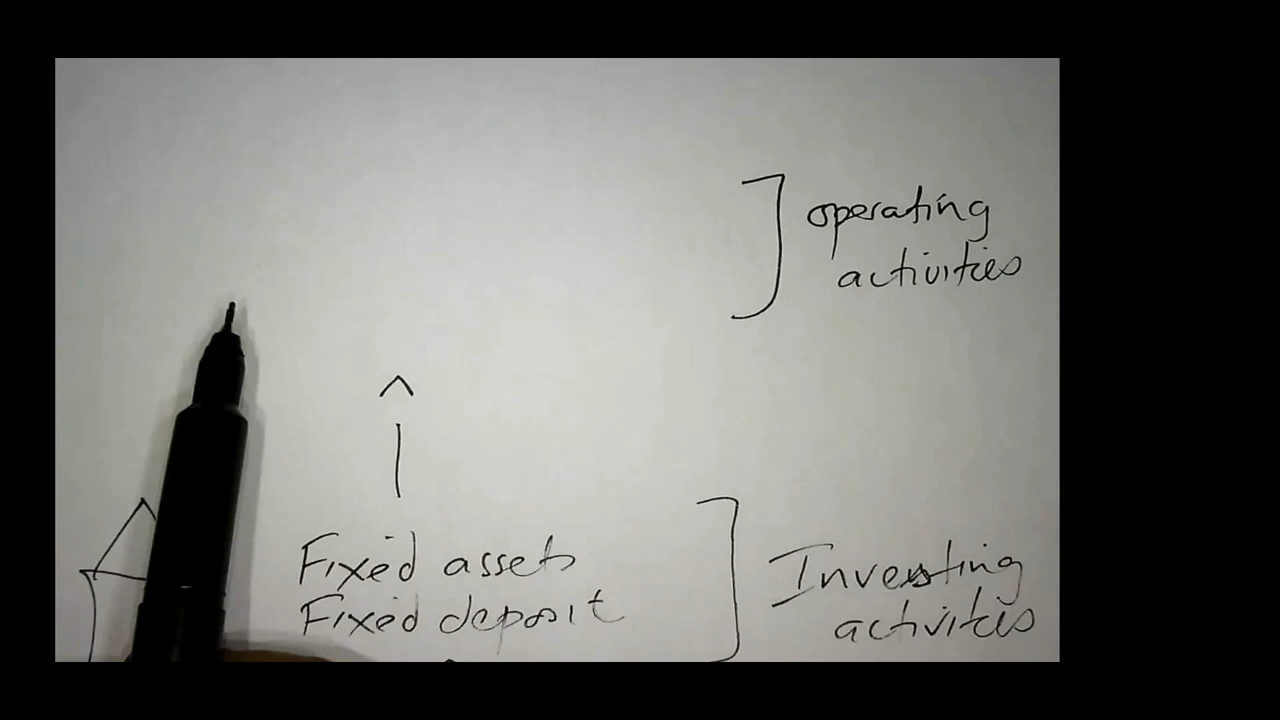 operating
activities
Fixed assets
Fixed deposit
Investing
activities